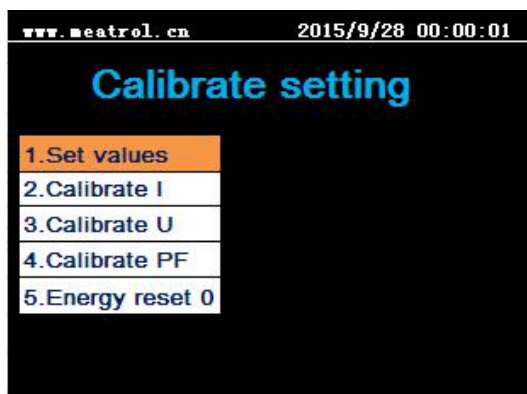 www.meatrol.cn 2015/9/28 00:00:01
Calibrate setting
1.Set values
2.Calibrate I
3.Calibrate U
4.Calibrate PF
5.Energy reset 0